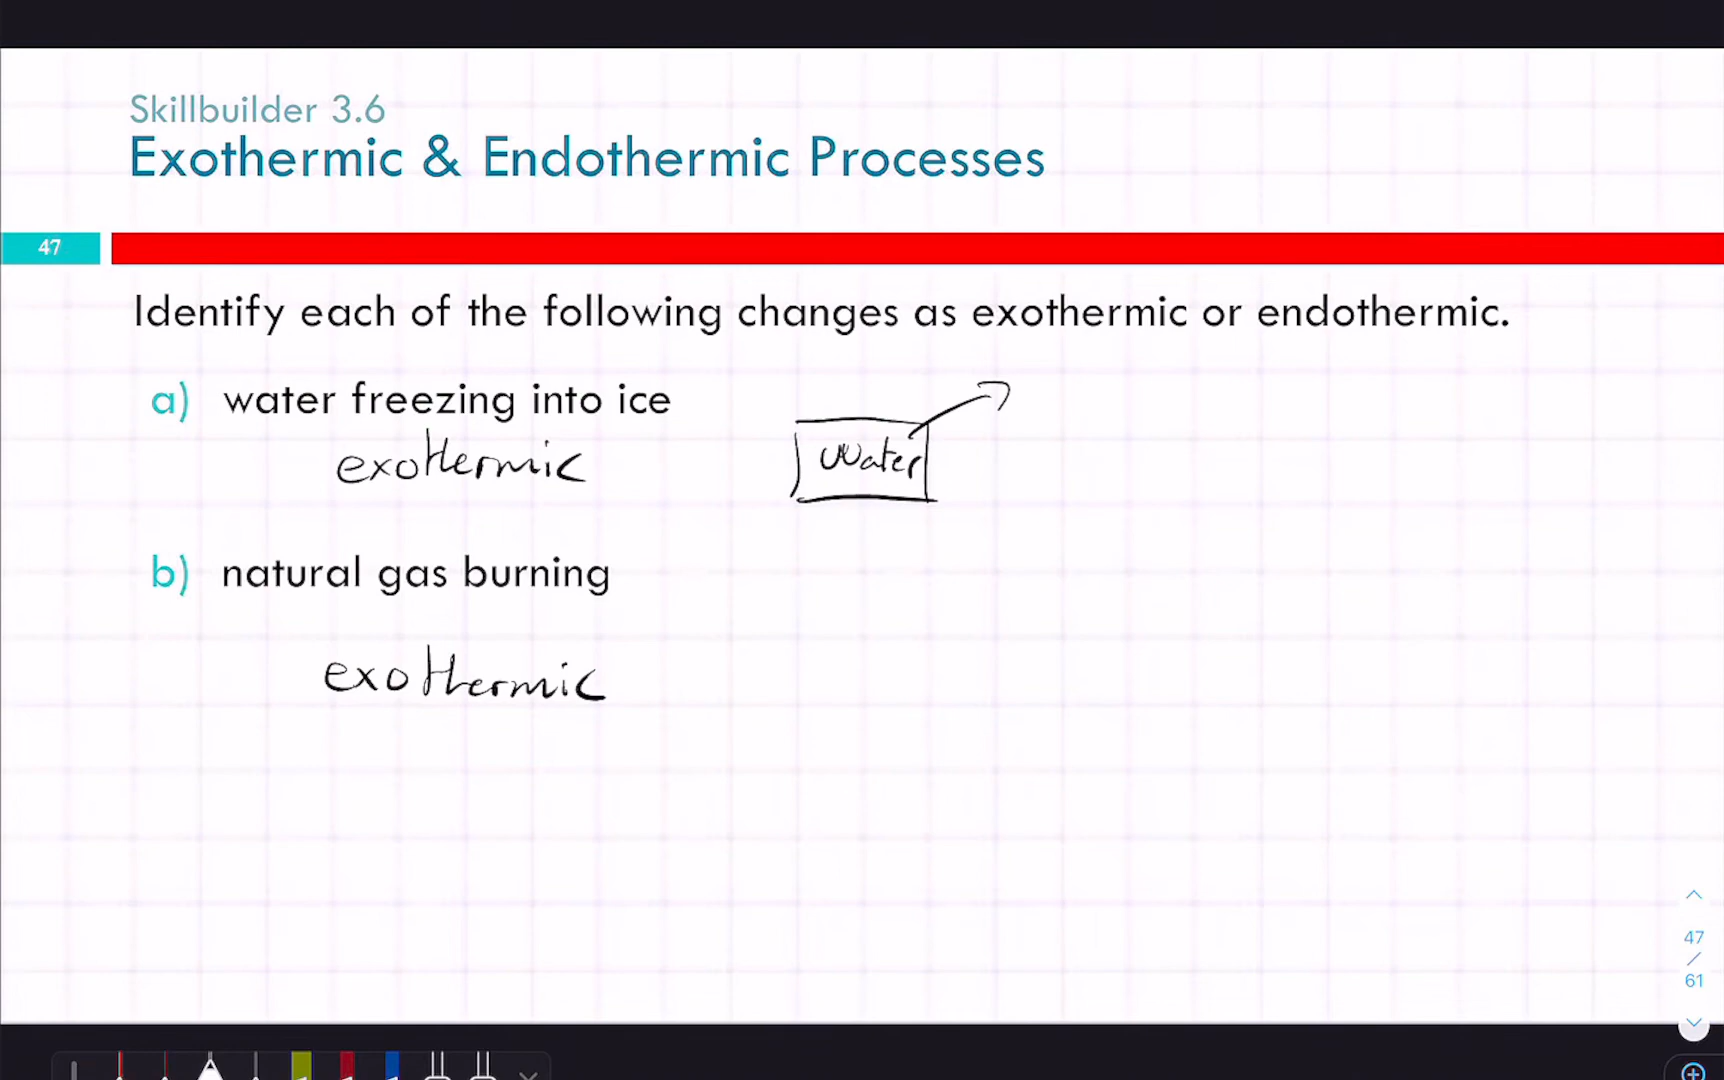 Skillbuilder 3.6
Exothermic & Endothermic Processes
47
Identify each of the following changes as exothermic or endothermic.
a) water freezing into ice
exothermic
water
b) natural gas burning
exothermic
47
/
61